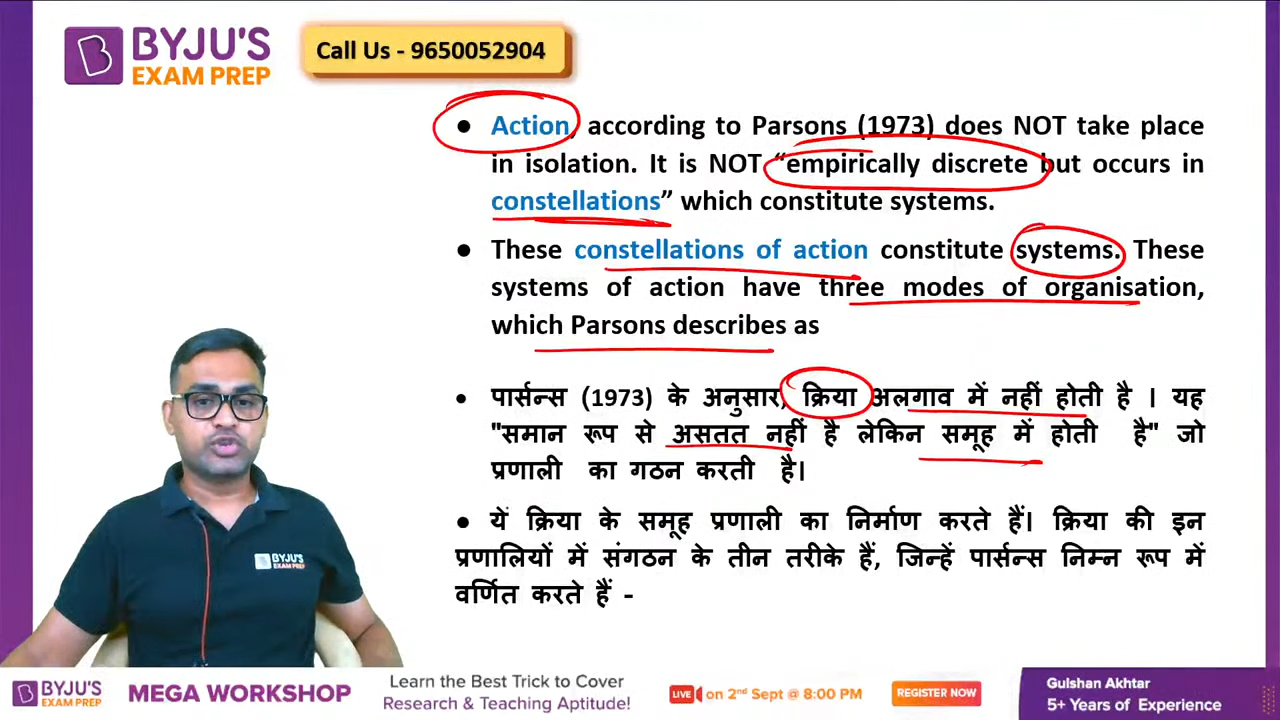 BYJU'S
EXAM PREP
Call Us - 9650052904
● Action, according to Parsons (1973) does NOT take place
in isolation. It is NOT “empirically discrete but occurs in
constellations” which constitute systems.
● These constellations of action constitute systems. These
systems of action have three modes of organisation,
which Parsons describes as
● पार्सन्स (1973) के अनुसार, क्रिया अलगाव में नहीं होती है । यह
"समान रूप से असतत नहीं है लेकिन समूह में होती है" जो
प्रणाली का गठन करती है।
● ये क्रिया के समूह प्रणाली का निर्माण करते हैं। क्रिया की इन
प्रणालियों में संगठन के तीन तरीके हैं, जिन्हें पार्सन्स निम्न रूप में
वर्णित करते हैं -
BYJU'S
EXAM PREP
BYJU'S
EXAM PREP
MEGA WORKSHOP
Learn the Best Trick to Cover
Research & Teaching Aptitude!
LIVE on 2nd Sept @ 8:00 PM
REGISTER NOW
Gulshan Akhtar
5+ Years of Experience